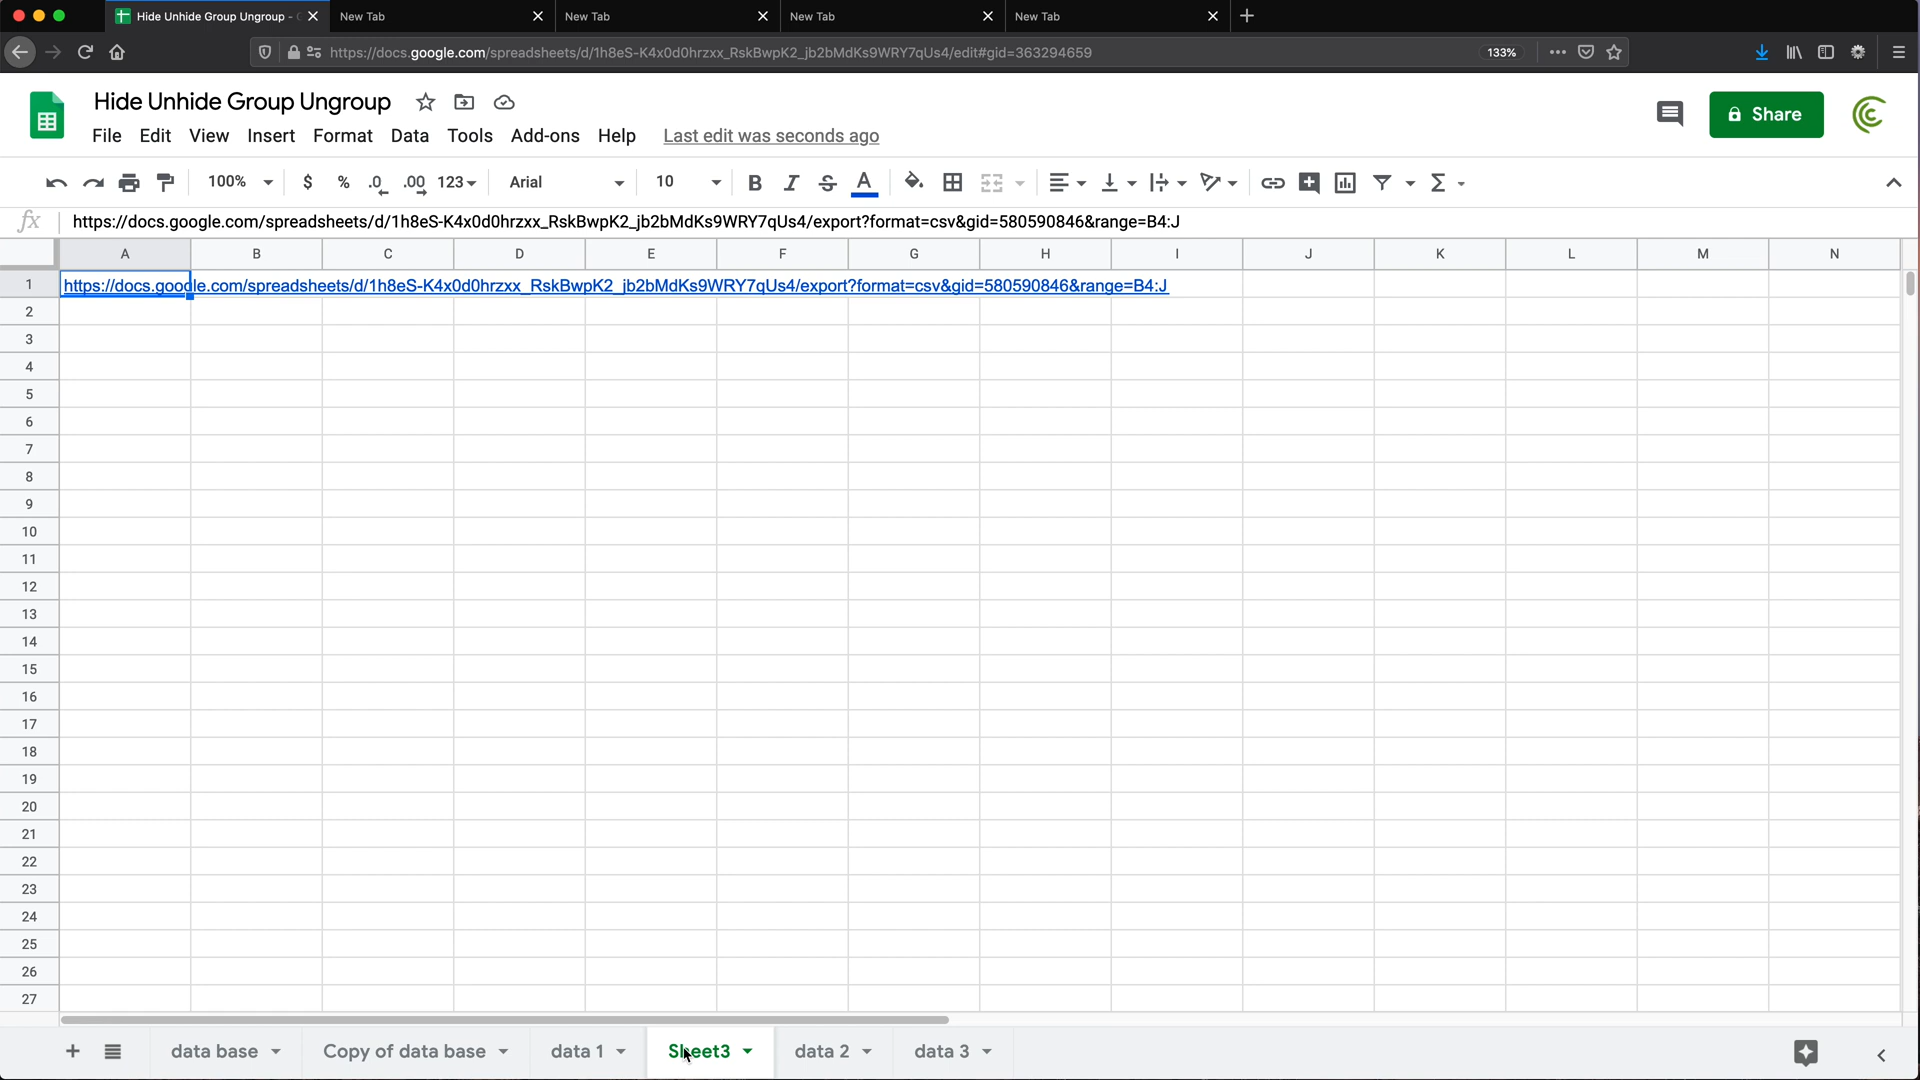 Hide Unhide Group Ungroup - New Tab New Tab New Tab New Tab
https://docs.google.com/spreadsheets/d/1h8eS-K4x0d0hrzxx_RskBwpK2_jb2bMdKs9WRY7qUs4/edit#gid=363294659 133%
Hide Unhide Group Ungroup
Share
File Edit View Insert Format Data Tools Add-ons Help Last edit was seconds ago
100% $ % .0 .00 123 Arial 10 B I S A Σ
fx https://docs.google.com/spreadsheets/d/1h8eS-K4x0d0hrzxx_RskBwpK2_jb2bMdKs9WRY7qUs4/export?format=csv&gid=580590846&range=B4:J
A B C D E F G H I J K L M N
1 https://docs.google.com/spreadsheets/d/1h8eS-K4x0d0hrzxx_RskBwpK2_jb2bMdKs9WRY7qUs4/export?format=csv&gid=580590846&range=B4:J
2
3
4
5
6
7
8
9
10
11
12
13
14
15
16
17
18
19
20
21
22
23
24
25
26
27
data base Copy of data base data 1 Sheet3 data 2 data 3